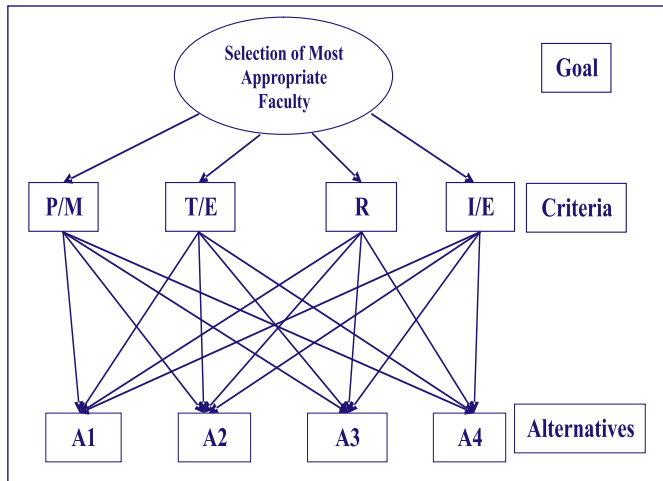 Selection of Most
Appropriate
Faculty
Goal
P/M
T/E
R
I/E
Criteria
A1
A2
A3
A4
Alternatives